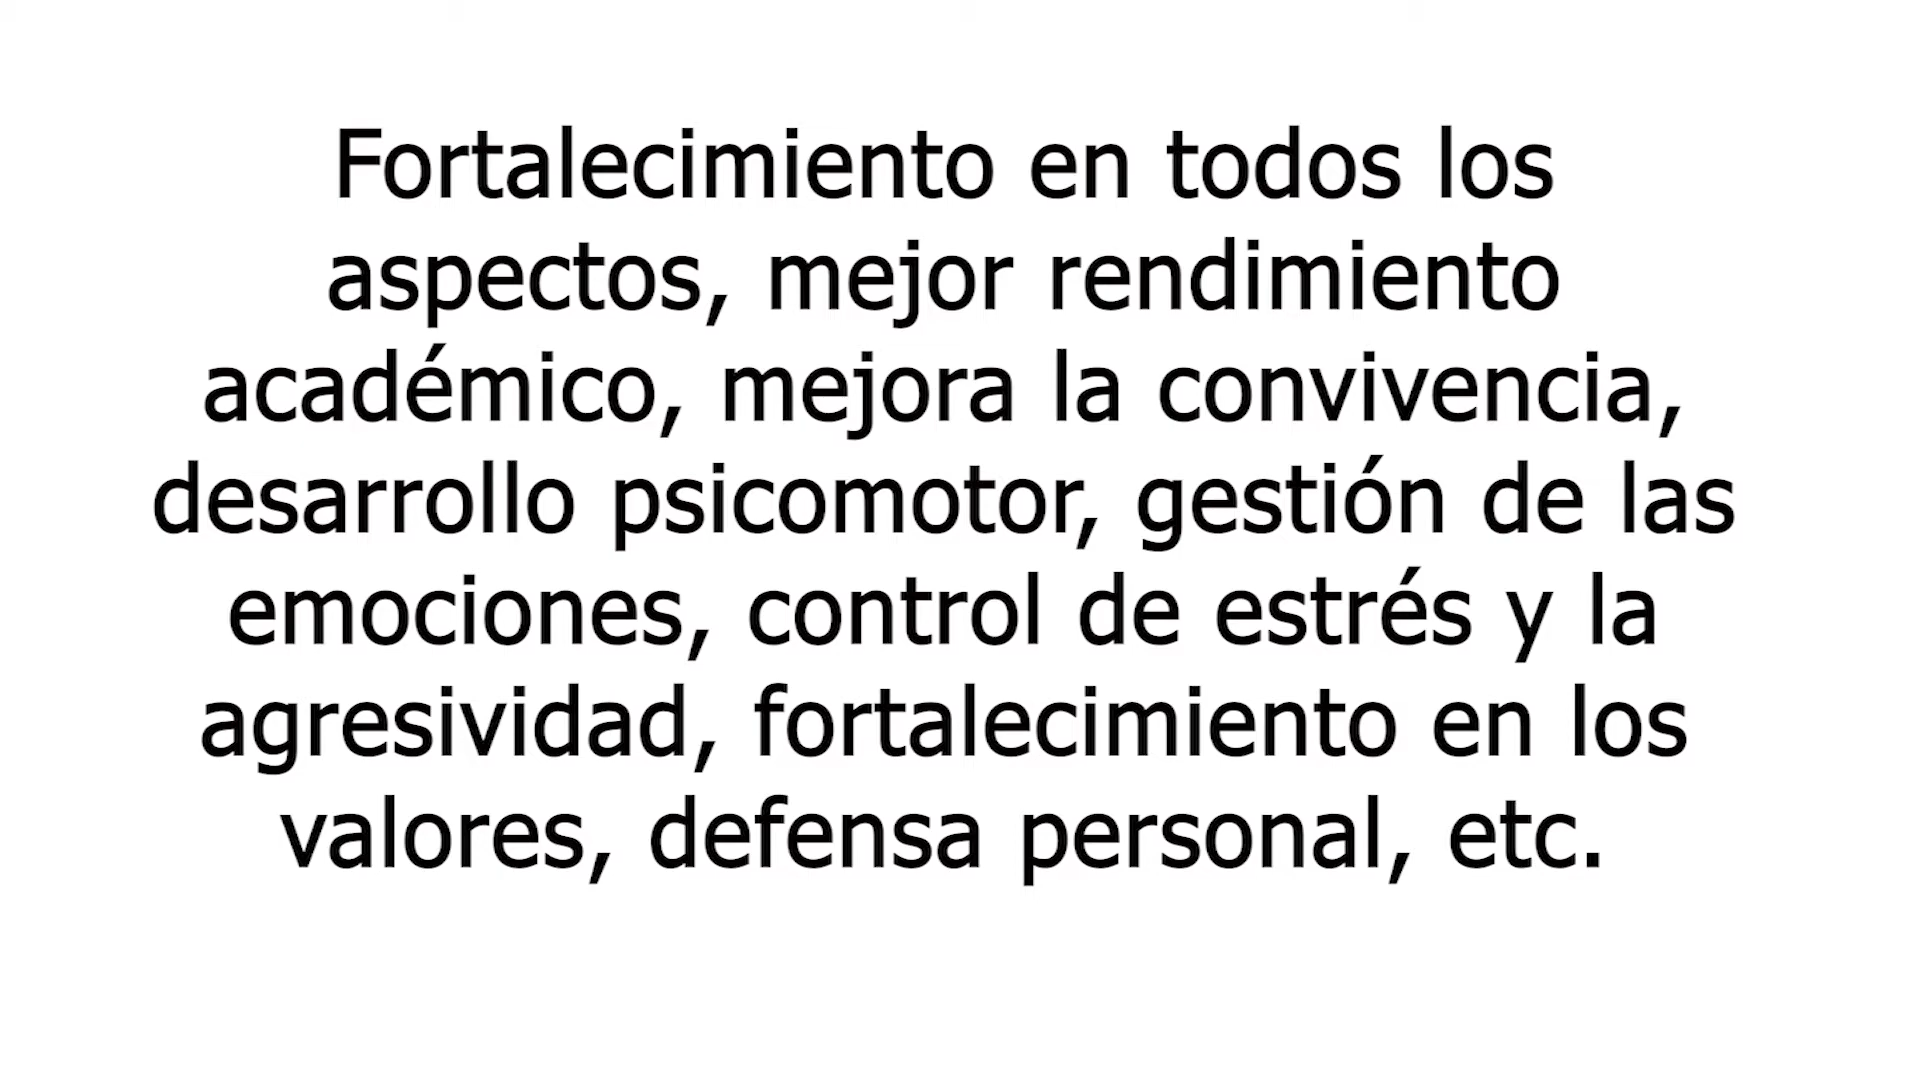 Fortalecimiento en todos los
aspectos, mejor rendimiento
académico, mejora la convivencia,
desarrollo psicomotor, gestión de las
emociones, control de estrés y la
agresividad, fortalecimiento en los
valores, defensa personal, etc.